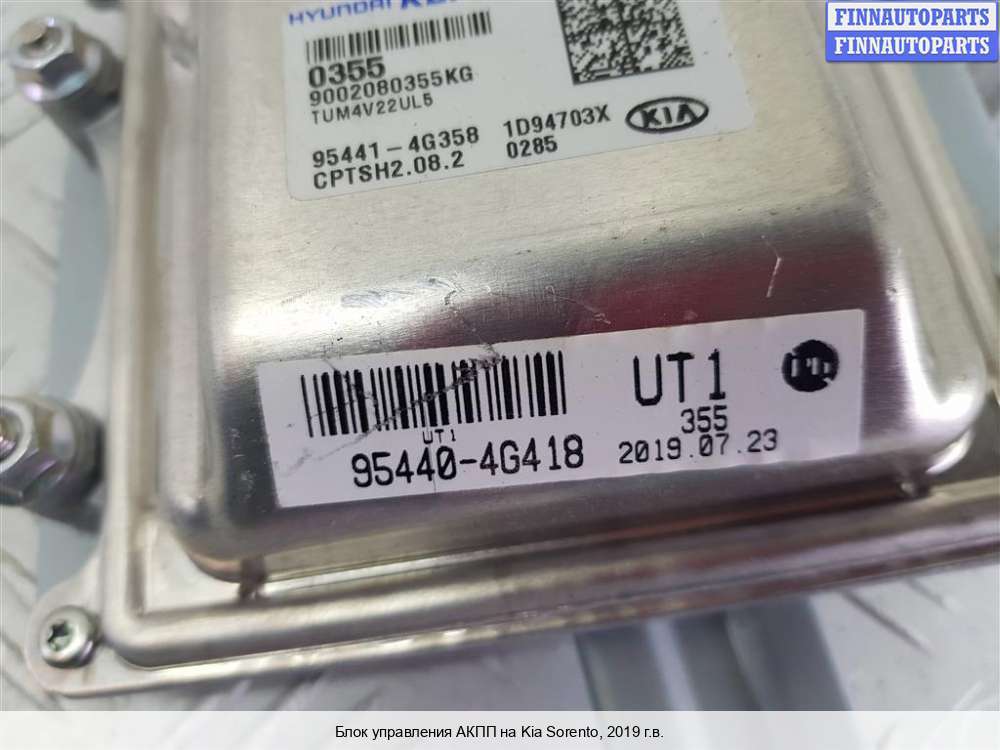 FINNAUTOPARTS
FINNAUTOPARTS
HYUNDAI
0355
9002080355KG
TUM4V22UL5
95441-4G358 1D94703X KIA
CPTSH2.08.2 0285
UT1
UT1
355
95440-4G418 2019.07.23
Блок управления АКПП на Kia Sorento, 2019 г.в.